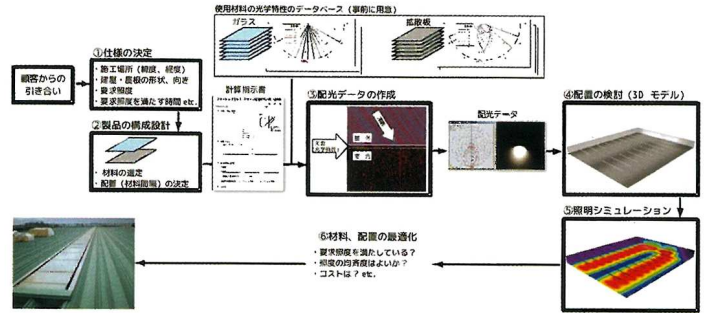 使用材料の光学特性のデータベース（事前に用意）
ガラス
拡散板
顧客からの
引き合い
①仕様の決定
・施工場所（緯度、経度）
・建屋・屋根の形状、向き
・要求照度
・要求照度を満たす時間 etc.
②製品の構成設計
・材料の選定
・配置（材料間隔）の決定
計算指示書
③配光データの作成
配光データ
④配置の検討（3D モデル）
⑤照明シミュレーション
⑥材料、配置の最適化
・要求照度を満たしている？
・照度の均斉度はよいか？
・コストは？ etc.